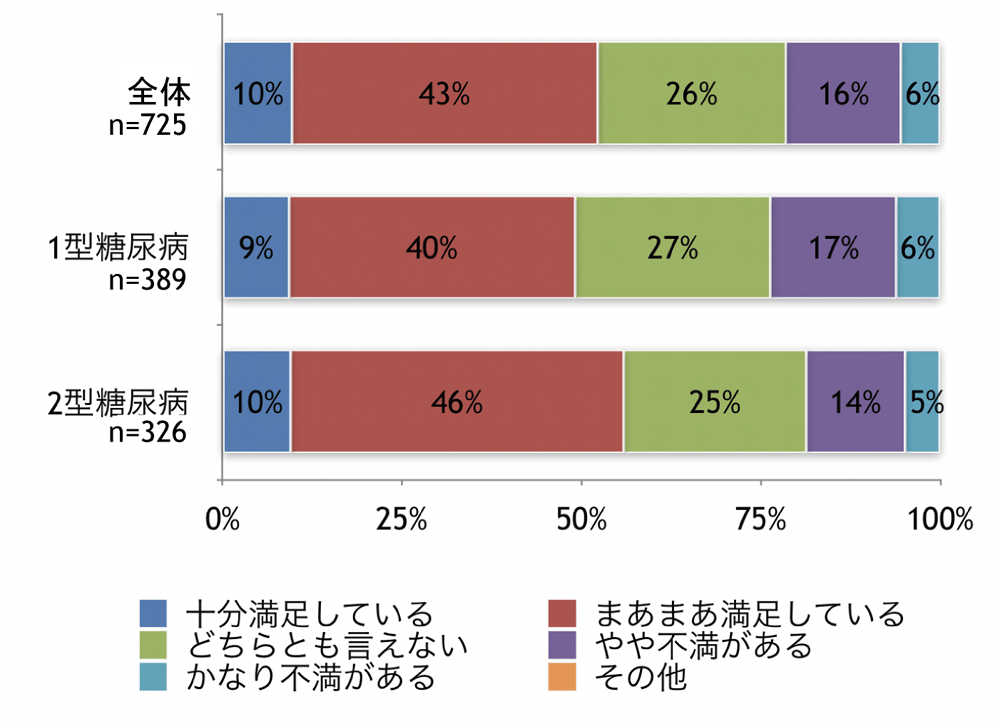 全体
n=725
10% 43% 26% 16% 6%
1型糖尿病
n=389
9% 40% 27% 17% 6%
2型糖尿病
n=326
10% 46% 25% 14% 5%
0% 25% 50% 75% 100%
十分満足している まあまあ満足している
どちらとも言えない やや不満がある
かなり不満がある その他